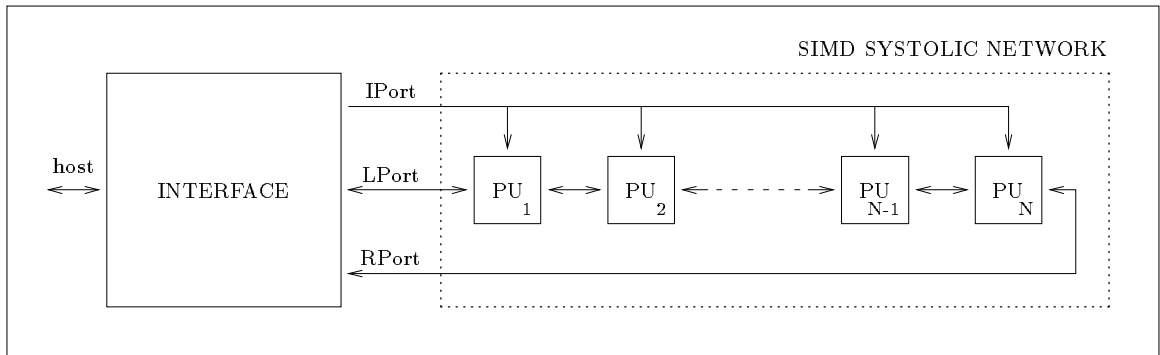 SIMD SYSTOLIC NETWORK
IPort
host
INTERFACE
LPort
PU 1
PU 2
PU N-1
PU N
RPort